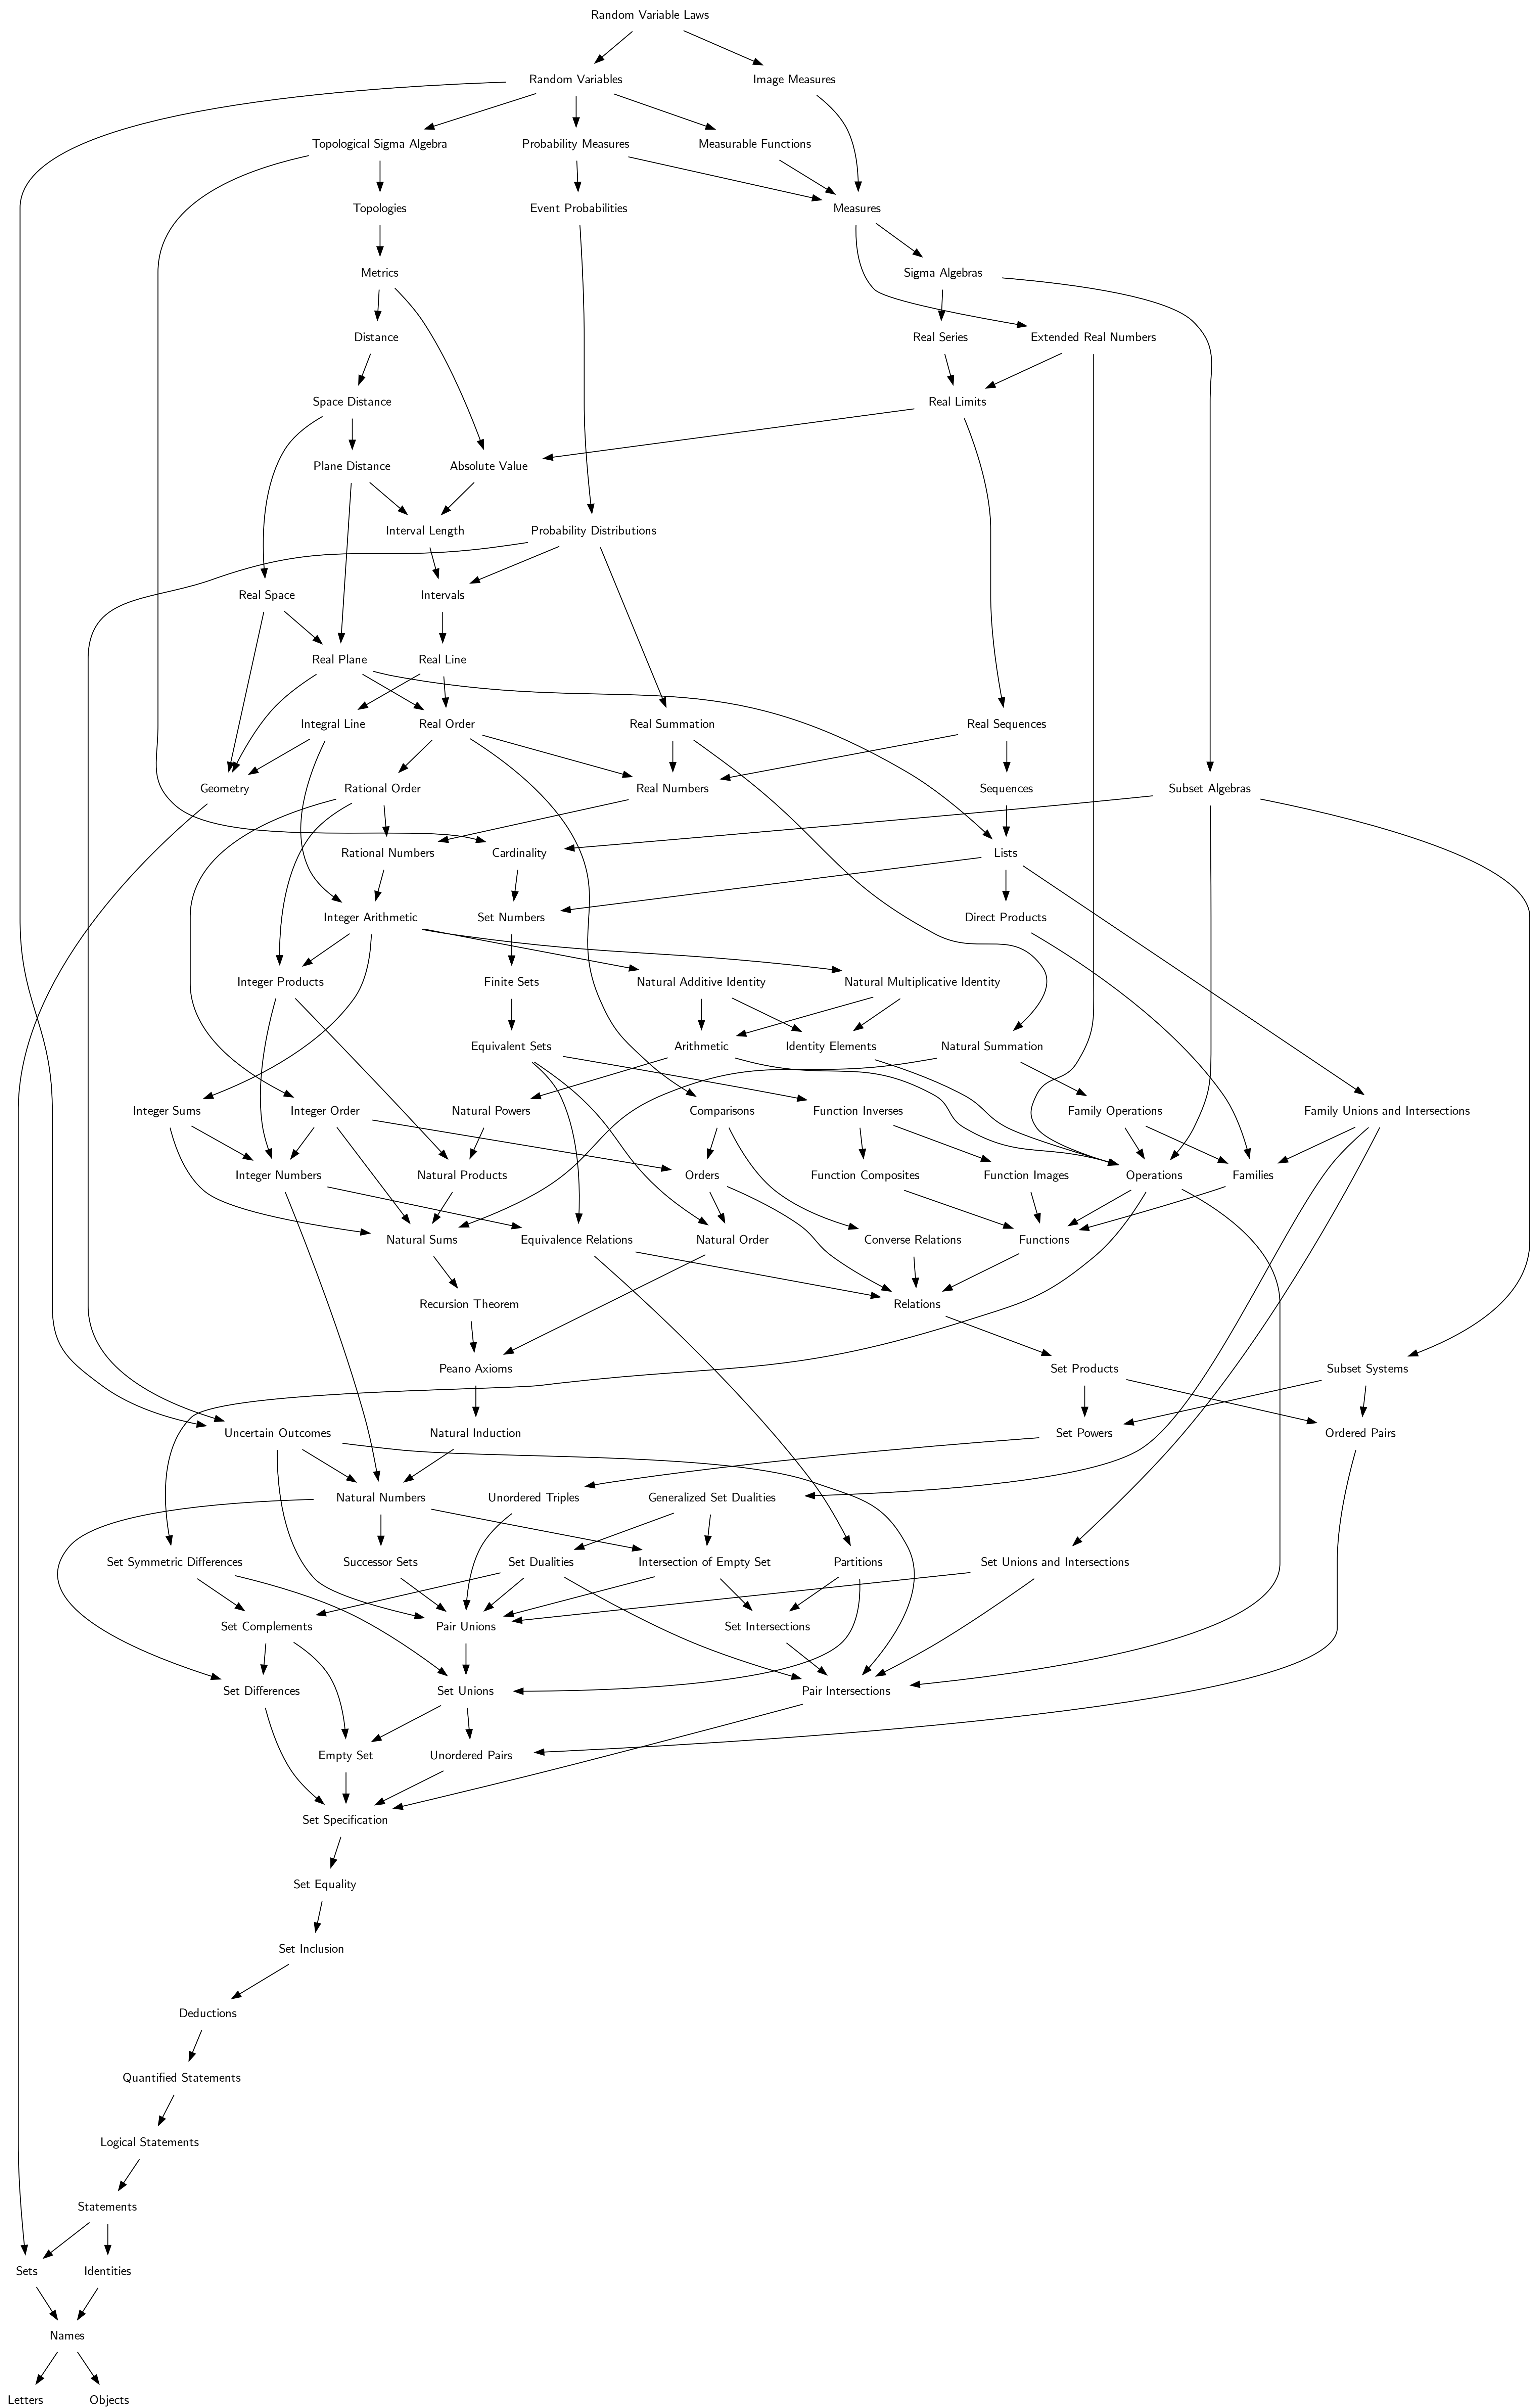 Random Variable Laws
Random Variables
Image Measures
Topological Sigma Algebra
Probability Measures
Measurable Functions
Topologies
Event Probabilities
Measures
Metrics
Sigma Algebras
Distance
Real Series
Extended Real Numbers
Space Distance
Real Limits
Plane Distance
Absolute Value
Interval Length
Probability Distributions
Real Space
Intervals
Real Plane
Real Line
Integral Line
Real Order
Real Summation
Real Sequences
Geometry
Rational Order
Real Numbers
Sequences
Subset Algebras
Rational Numbers
Cardinality
Lists
Integer Arithmetic
Set Numbers
Direct Products
Integer Products
Finite Sets
Natural Additive Identity
Natural Multiplicative Identity
Equivalent Sets
Arithmetic
Identity Elements
Natural Summation
Integer Sums
Integer Order
Natural Powers
Comparisons
Function Inverses
Family Operations
Family Unions and Intersections
Integer Numbers
Natural Products
Orders
Function Composites
Function Images
Operations
Families
Natural Sums
Equivalence Relations
Natural Order
Converse Relations
Functions
Recursion Theorem
Relations
Peano Axioms
Set Products
Subset Systems
Uncertain Outcomes
Natural Induction
Set Powers
Ordered Pairs
Natural Numbers
Unordered Triples
Generalized Set Dualities
Set Symmetric Differences
Successor Sets
Set Dualities
Intersection of Empty Set
Partitions
Set Unions and Intersections
Set Complements
Pair Unions
Set Intersections
Set Differences
Set Unions
Pair Intersections
Empty Set
Unordered Pairs
Set Specification
Set Equality
Set Inclusion
Deductions
Quantified Statements
Logical Statements
Statements
Sets
Identities
Names
Letters
Objects